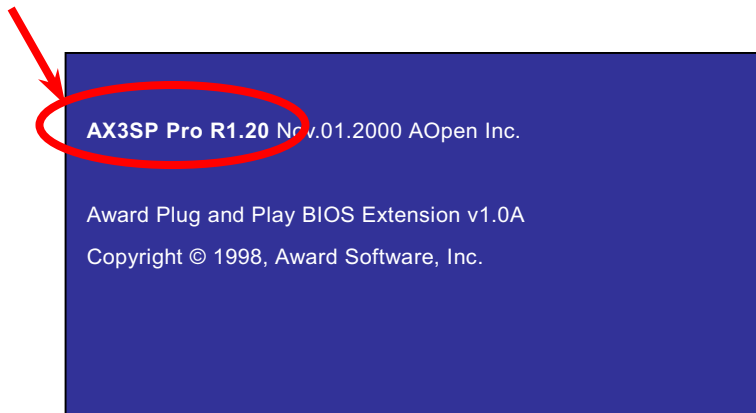 AX3SP Pro R1.20 Nov.01.2000 AOpen Inc.
Award Plug and Play BIOS Extension v1.0A
Copyright © 1998, Award Software, Inc.